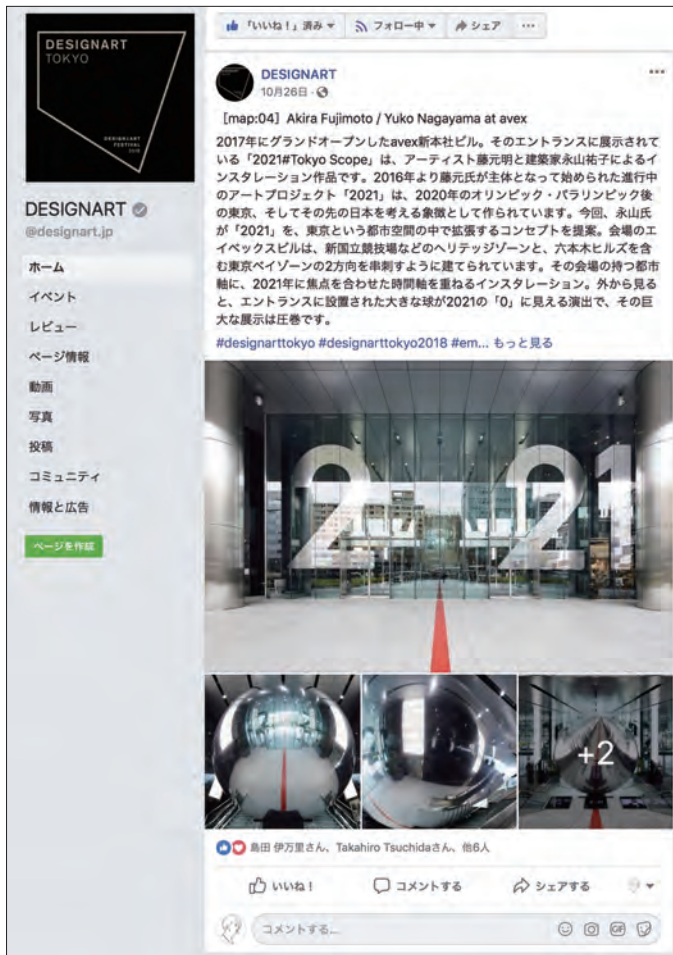 DESIGNART
TOKYO
DESIGNART
FESTIVAL
2018
DESIGNART
@designart.jp
ホーム
イベント
レビュー
ページ情報
動画
写真
投稿
コミュニティ
情報と広告
ページを作成
「いいね！」済み
フォロー中
シェア
DESIGNART
10月26日
［map:04］Akira Fujimoto / Yuko Nagayama at avex
2017年にグランドオープンしたavex新本社ビル。そのエントランスに展示されて
いる「2021#Tokyo Scope」は、アーティスト藤元明と建築家永山祐子によるイ
ンスタレーション作品です。2016年より藤元氏が主体となって始められた進行中
のアートプロジェクト「2021」は、2020年のオリンピック・パラリンピック後
の東京、そしてその先の日本を考える象徴として作られています。今回、永山氏
が「2021」を、東京という都市空間の中で拡張するコンセプトを提案。会場のエ
イベックスビルは、新国立競技場などのヘリテッジゾーンと、六本木ヒルズを含
む東京ベイゾーンの2方向を串刺すように建てられています。その会場の持つ都市
軸に、2021年に焦点を合わせた時間軸を重ねるインスタレーション。外から見る
と、エントランスに設置された大きな球が2021の「0」に見える演出で、その巨
大な展示は圧巻です。
#designarttokyo #designarttokyo2018 #em... もっと見る
2 21
+2
島田 伊万里さん、Takahiro Tsuchidaさん、他6人
いいね！
コメントする
シェアする
コメントする...
GIF